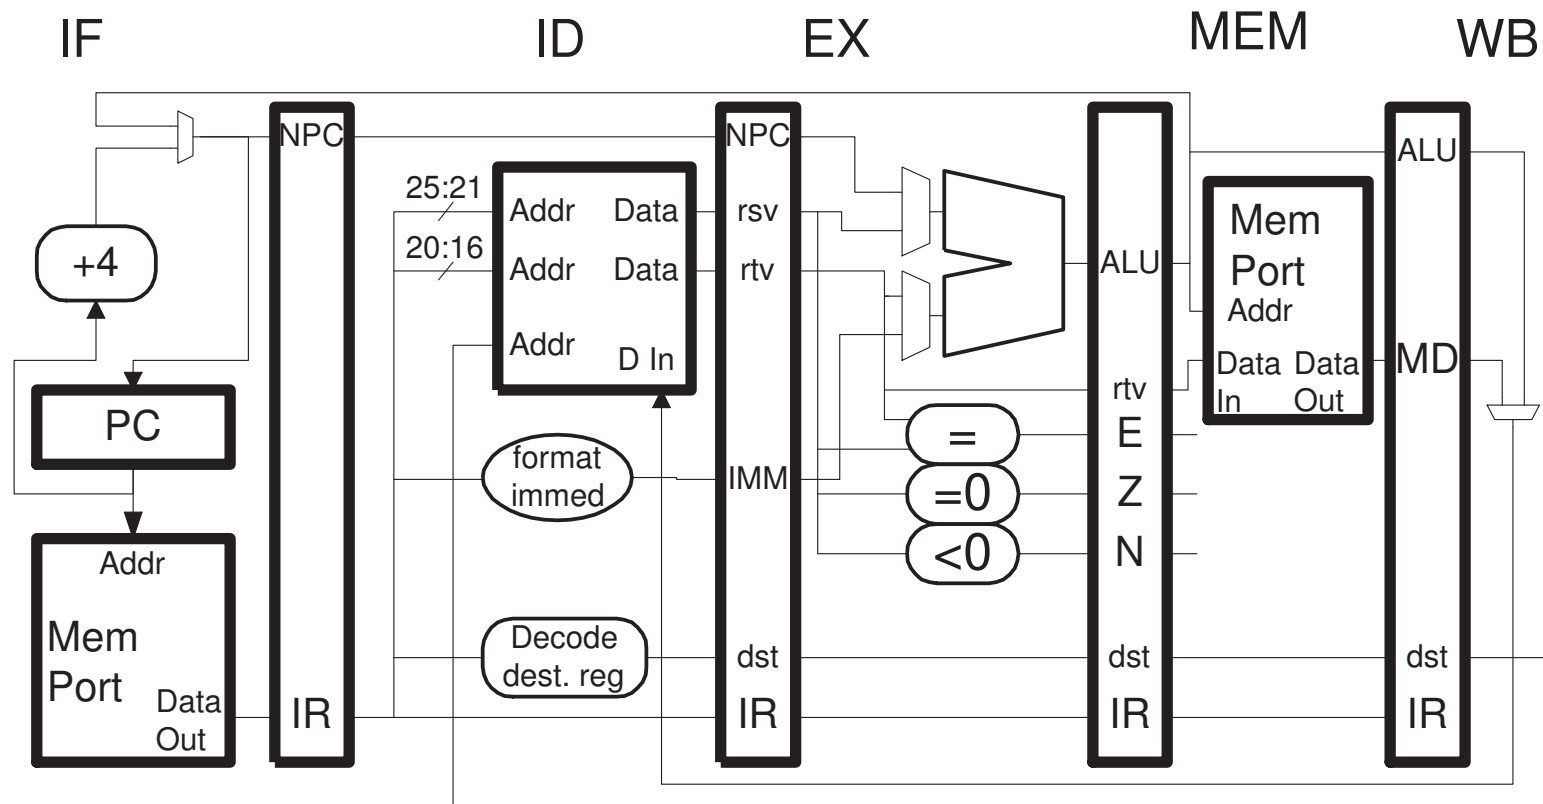 IF
ID
EX
MEM
WB
+4
PC
Addr
Mem
Port
Data
Out
NPC
IR
25:21
20:16
Addr
Data
Addr
Data
Addr
D In
format
immed
Decode
dest. reg
NPC
rsv
rtv
IMM
dst
IR
=
=0
<0
ALU
rtv
E
Z
N
dst
IR
Mem
Port
Addr
Data
In
Data
Out
ALU
MD
dst
IR